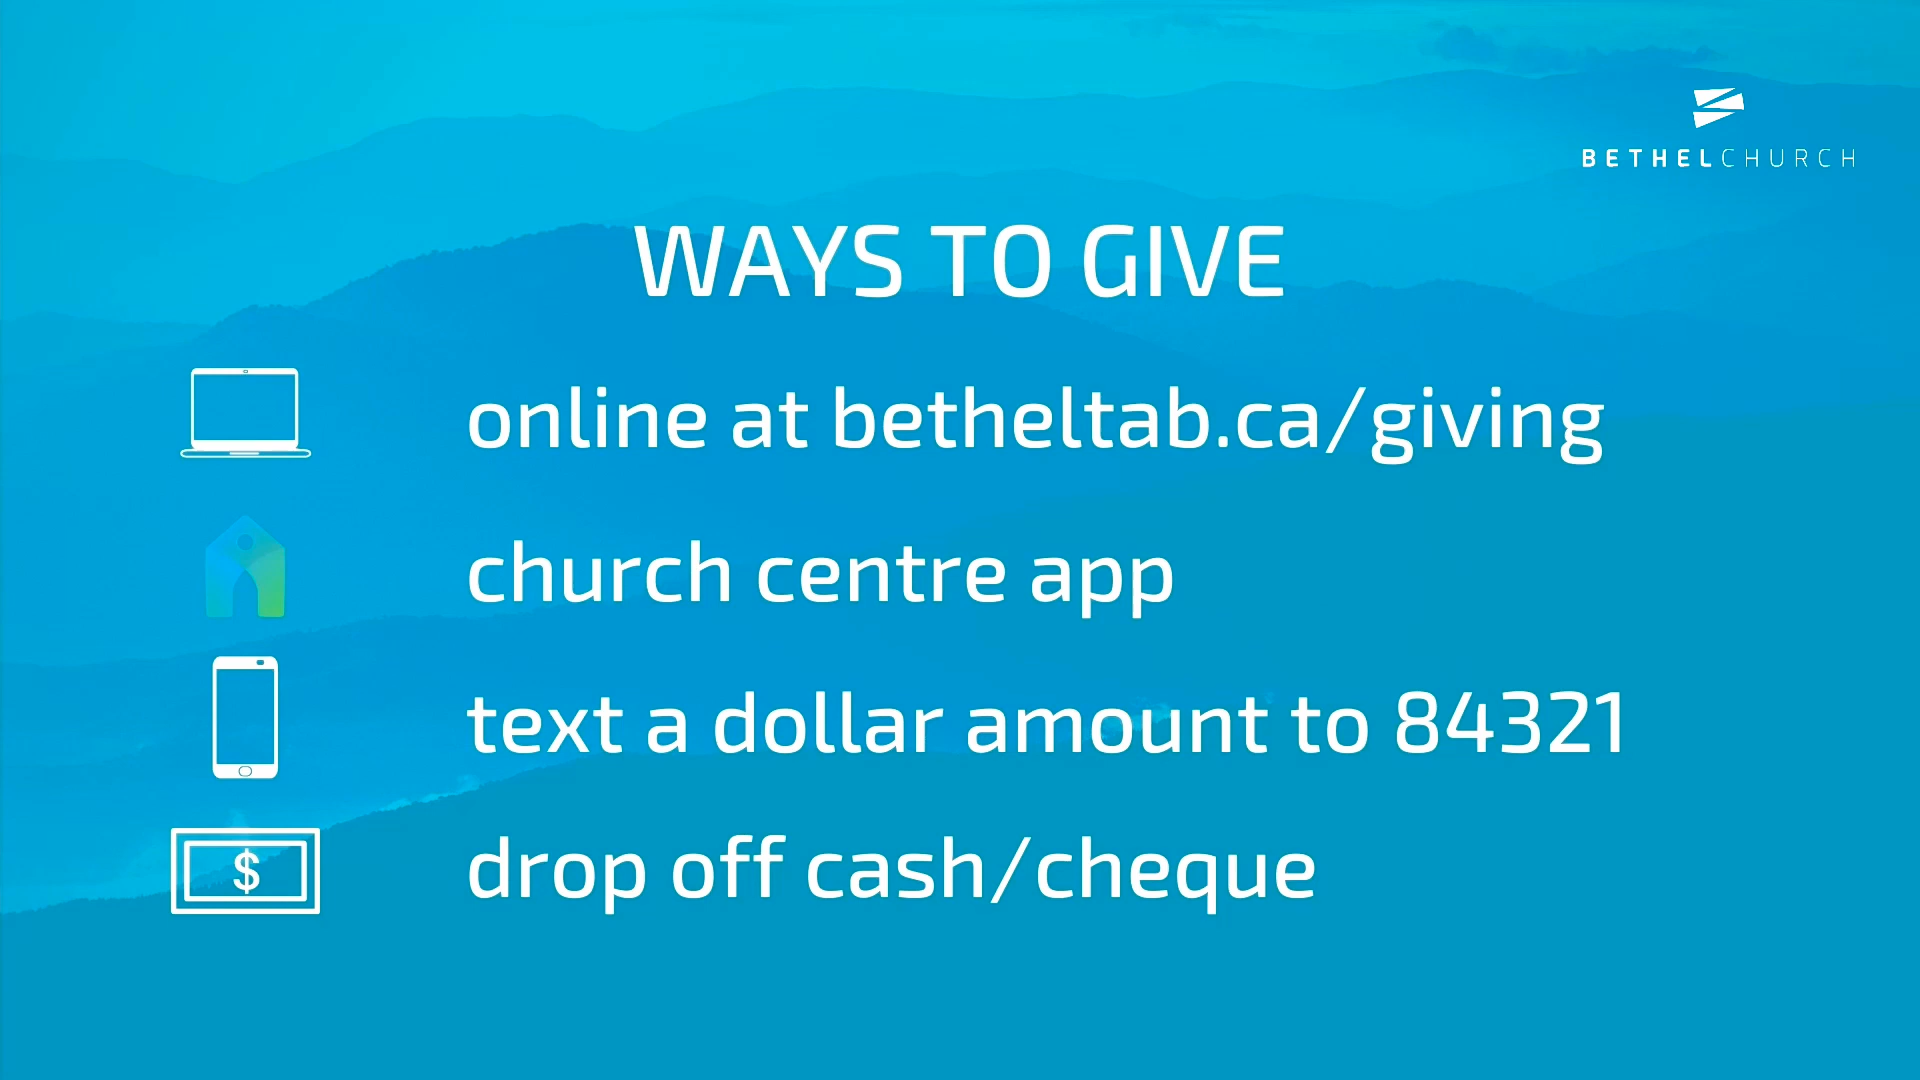 BETHELCHURCH
WAYS TO GIVE
online at betheltab.ca/giving
church centre app
text a dollar amount to 84321
$
drop off cash/cheque